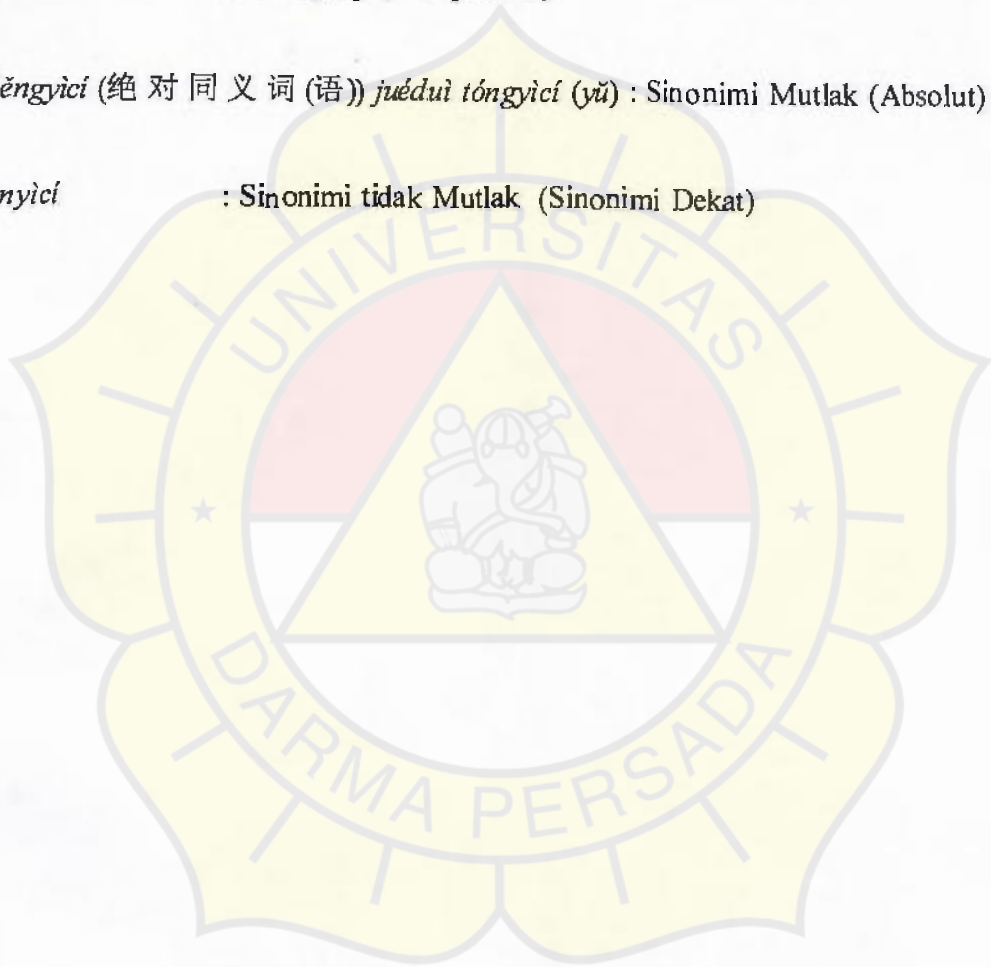 ěngyìcí (绝 对 同 义 词 (语)) juéduì tóngyìcí (yǔ) : Sinonimi Mutlak (Absolut)
nyìcí : Sinonimi tidak Mutlak (Sinonimi Dekat)
UNIVERSITAS
DARMA PERSADA